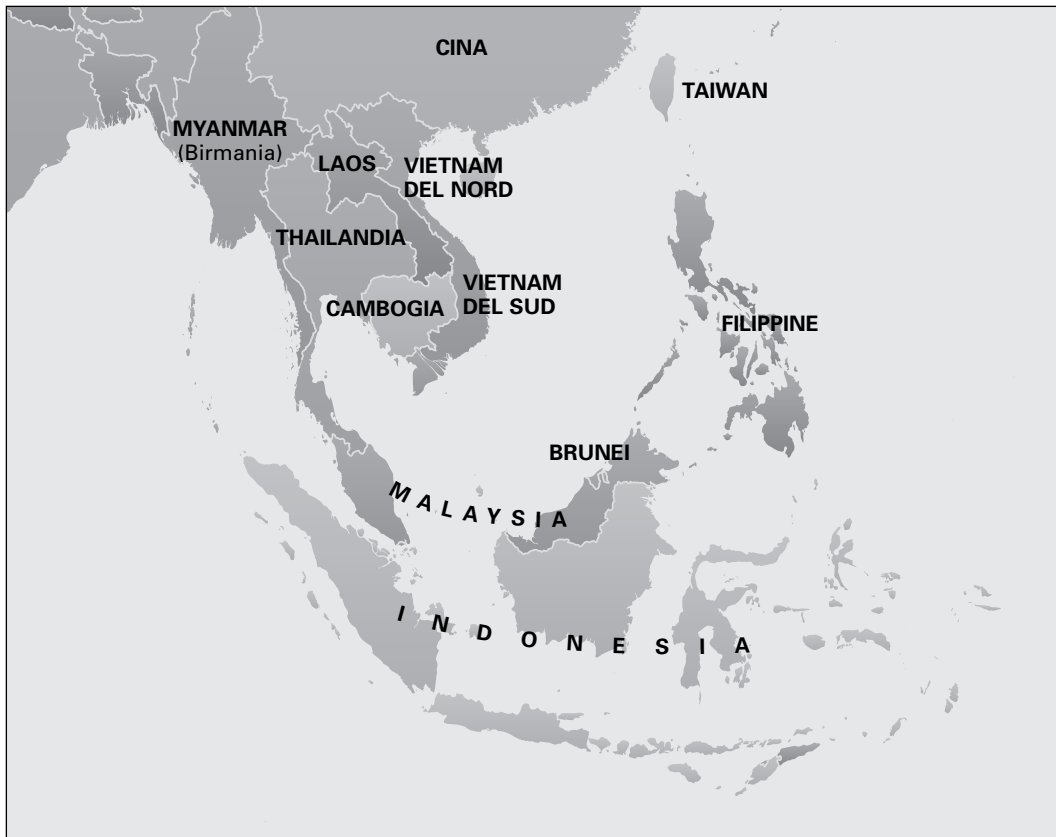 CINA
TAIWAN
MYANMAR
(Birmania)
LAOS
VIETNAM
DEL NORD
THAILANDIA
VIETNAM
DEL SUD
CAMBOGIA
FILIPPINE
BRUNEI
MALAYSIA
INDONESIA